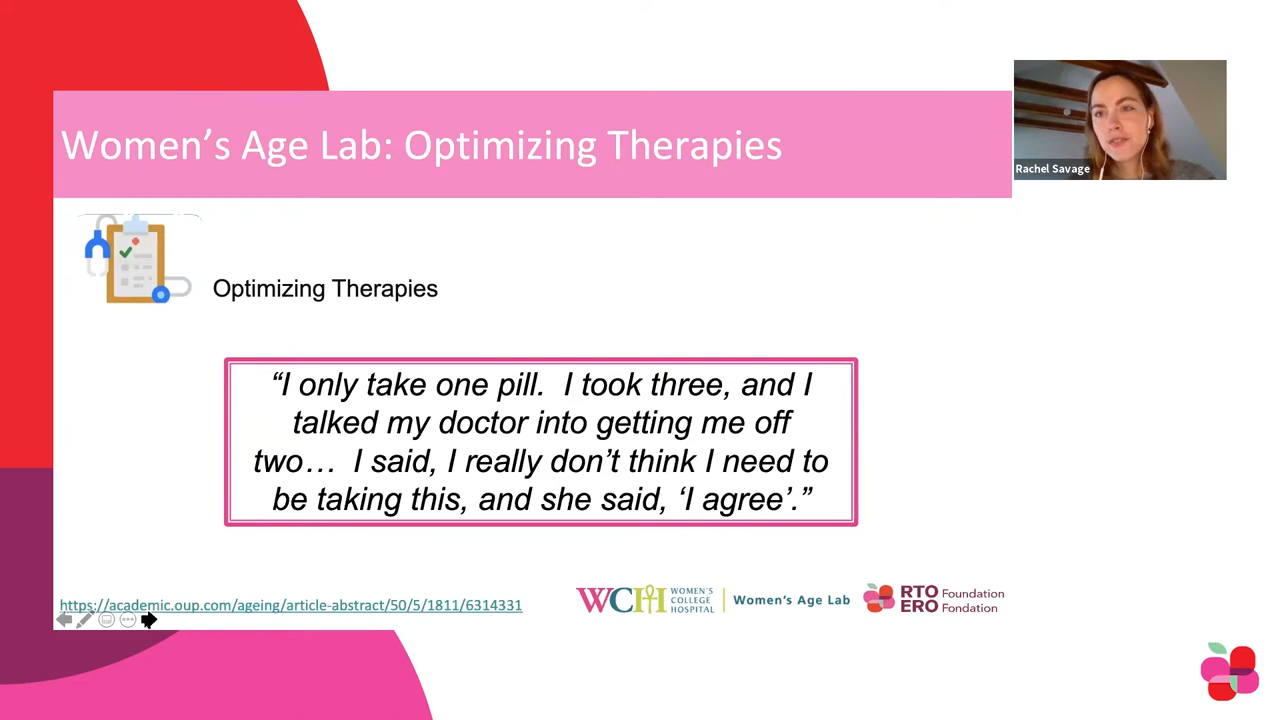 Women's Age Lab: Optimizing Therapies
Rachel Savage
Optimizing Therapies
“I only take one pill.  I took three, and I
talked my doctor into getting me off
two…  I said, I really don’t think I need to
be taking this, and she said, ‘I agree’.”
https://academic.oup.com/ageing/article-abstract/50/5/1811/6314331
WCH
WOMEN'S
COLLEGE
HOSPITAL
Women's Age Lab
RTO Foundation
ERO Fondation